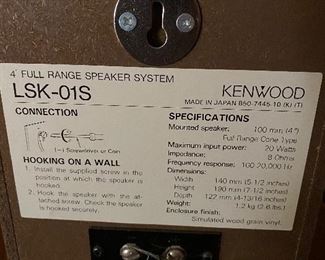 4" FULL RANGE SPEAKER SYSTEM
LSK-01S
KENWOOD
MADE IN JAPAN B50-7445-10 (K) (T)
CONNECTION
(−) Screwdriver or Coin
HOOKING ON A WALL
1. Install the supplied screw in the
position at which the speaker is
hooked.
2. Hook the speaker with the at-
tached screw. Check the speaker
is hooked securely.
SPECIFICATIONS
Mounted speaker: 100 mm (4")
Full Range Cone Type
Maximum input power: 20 Watts
Impedance: 8 Ohms
Frequency response: 100-20,000 Hz
Dimensions:
Width 140 mm (5-1/2 inches)
Height 190 mm (7-1/2 inches)
Depth 127 mm (4-13/16 inches)
Weight: 1.2 kg (2.6 lbs)
Enclosure finish:
Simulated wood grain vinyl